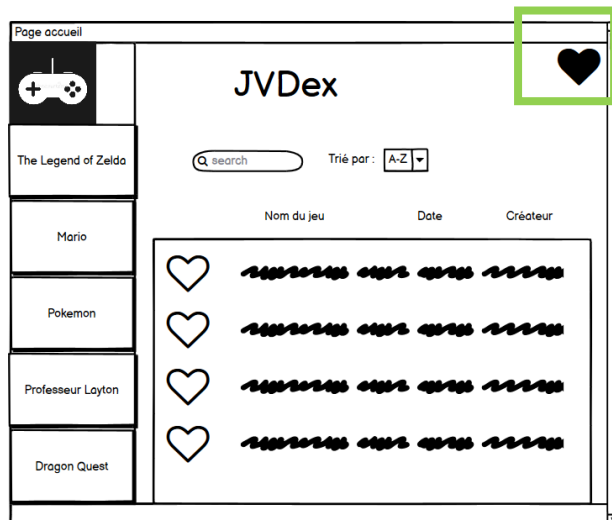 Page accueil
JVDex
The Legend of Zelda
Mario
Pokemon
Professeur Layton
Dragon Quest
search
Trié par :
A-Z
Nom du jeu
Date
Créateur